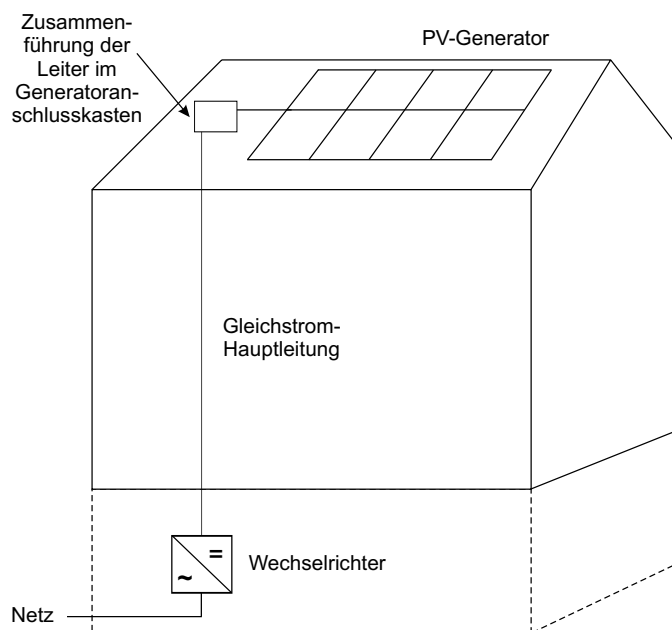 Zusammen-
führung der
Leiter im
Generatoran-
schlusskasten
PV-Generator
Gleichstrom-
Hauptleitung
=
~
Wechselrichter
Netz